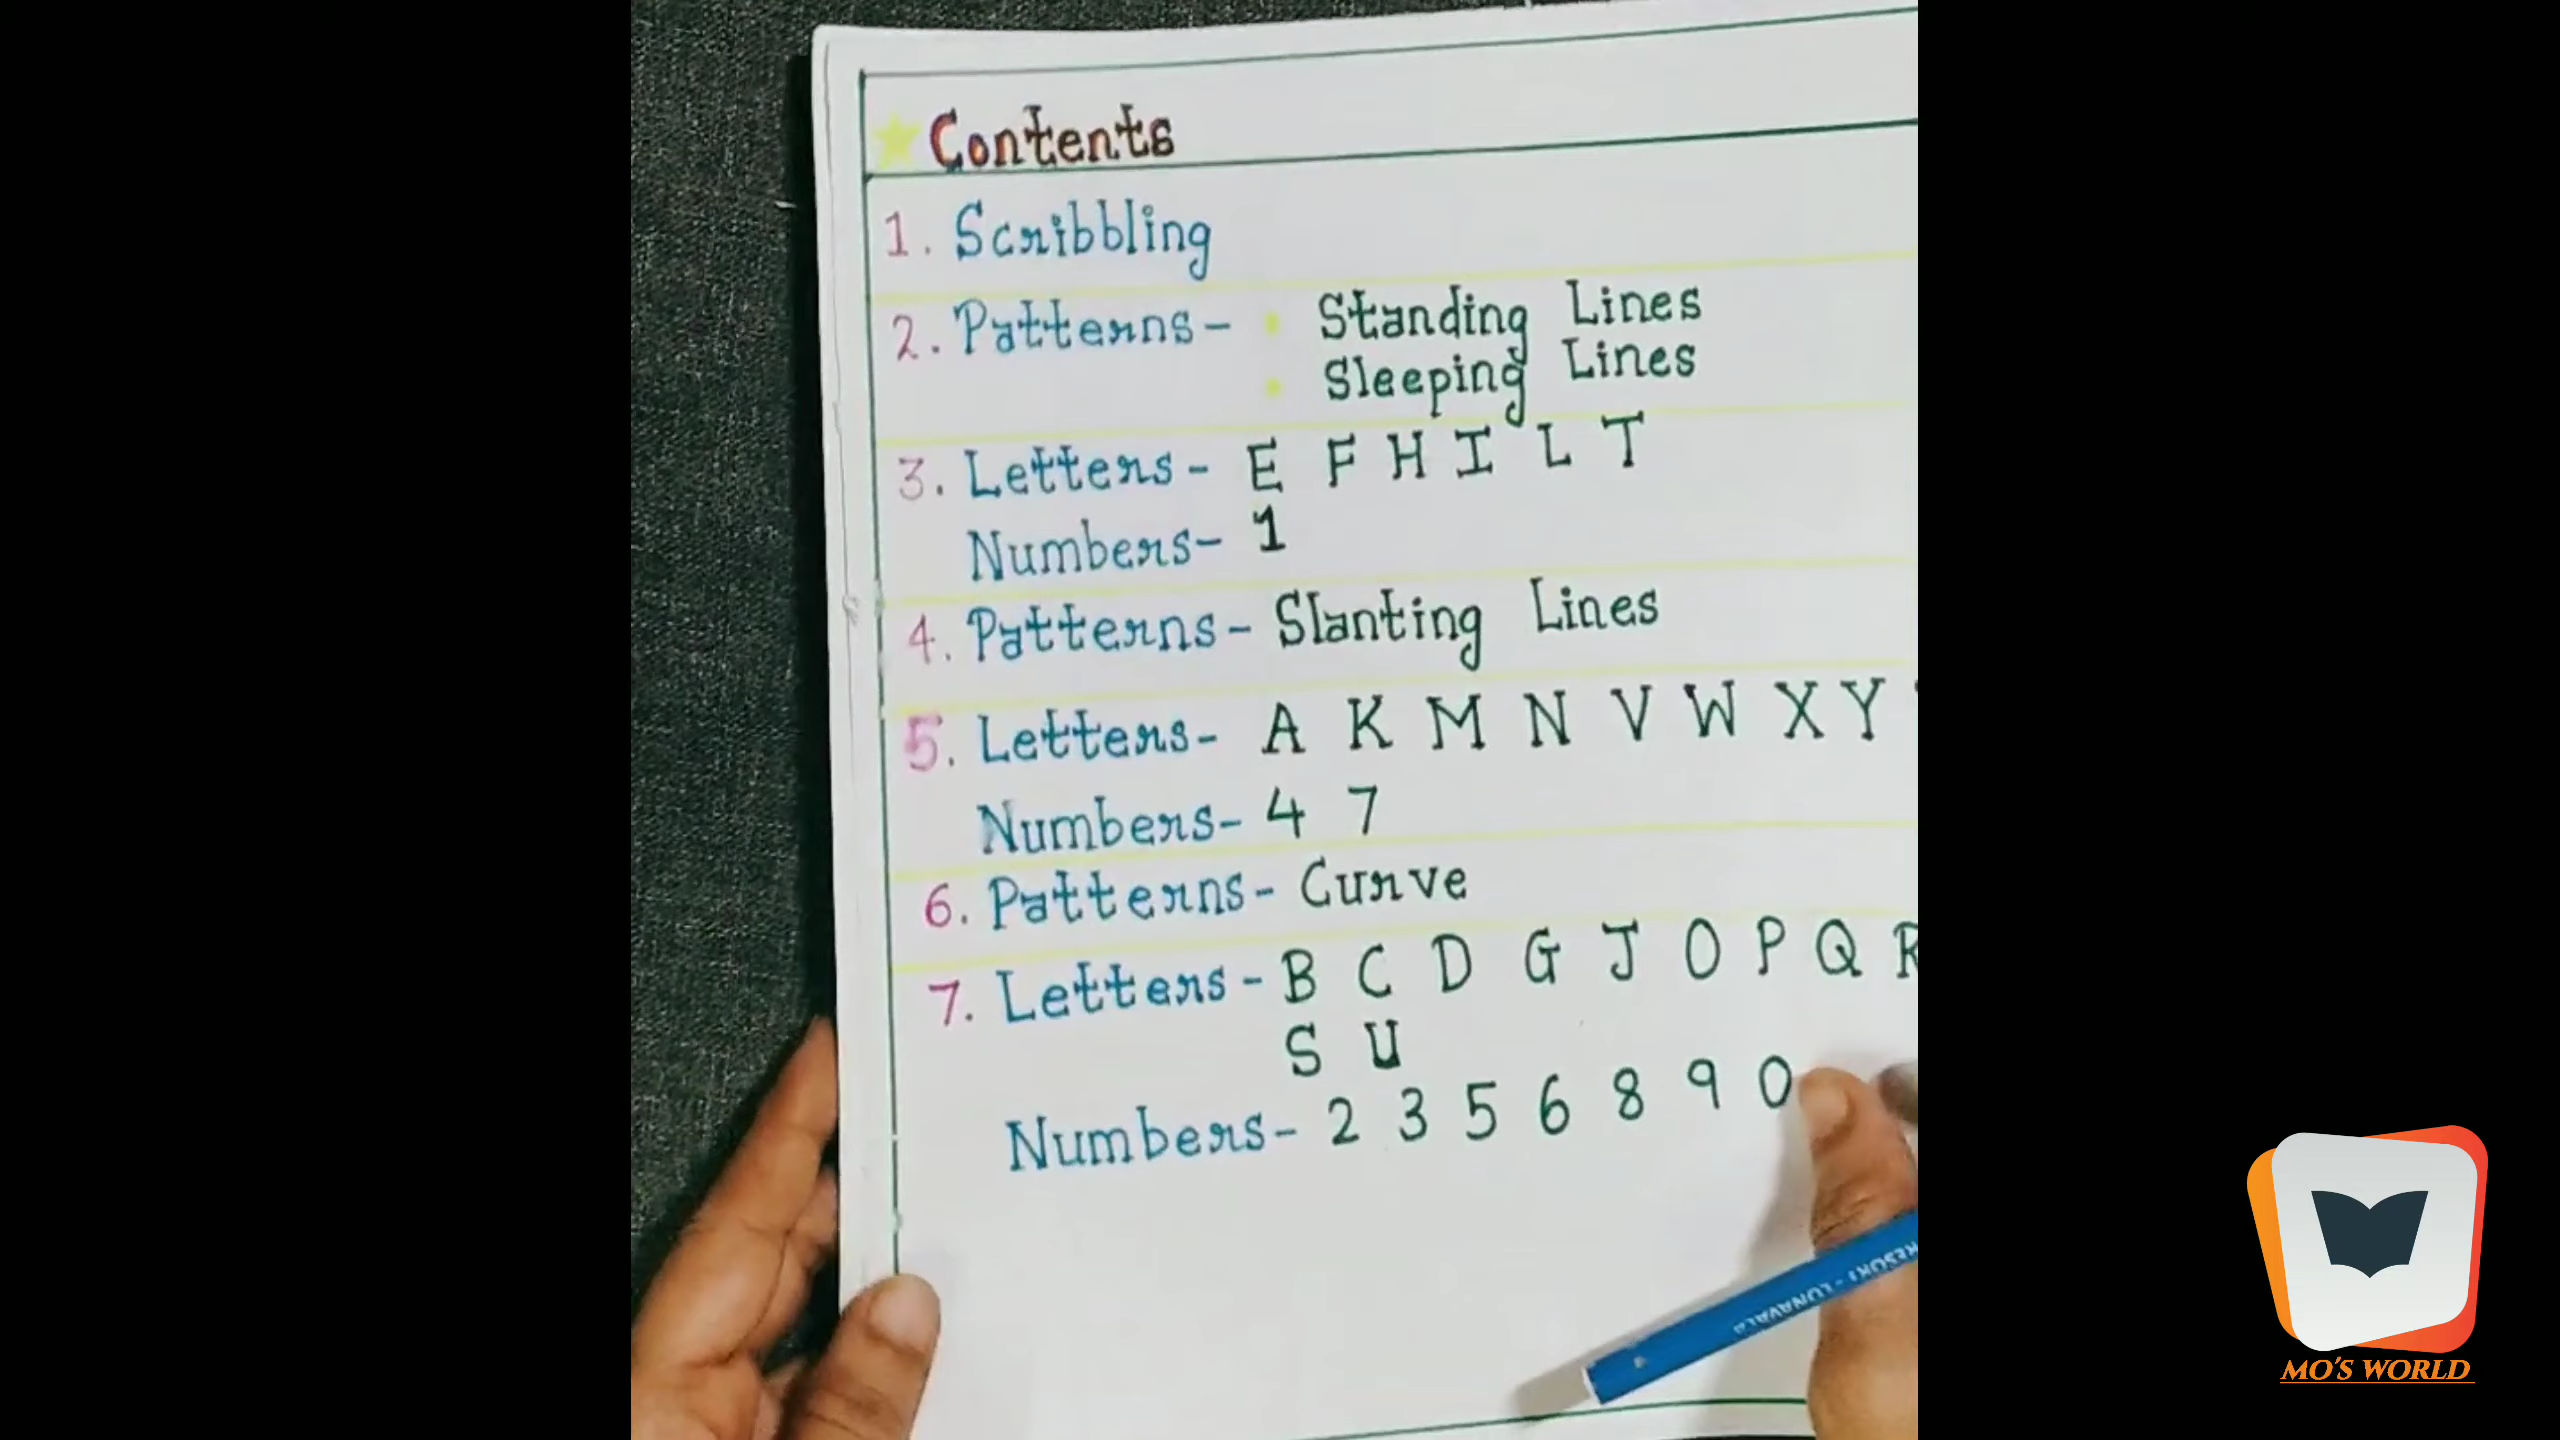 Contents
1. Scribbling
2. Patterns - • Standing Lines
• Sleeping Lines
3. Letters - E F H I L T
Numbers - 1
4. Patterns - Slanting Lines
5. Letters - A K M N V W X Y
Numbers - 4 7
6. Patterns - Curve
7. Letters - B C D G J O P Q R
S U
Numbers - 2 3 5 6 8 9 0
MO'S WORLD